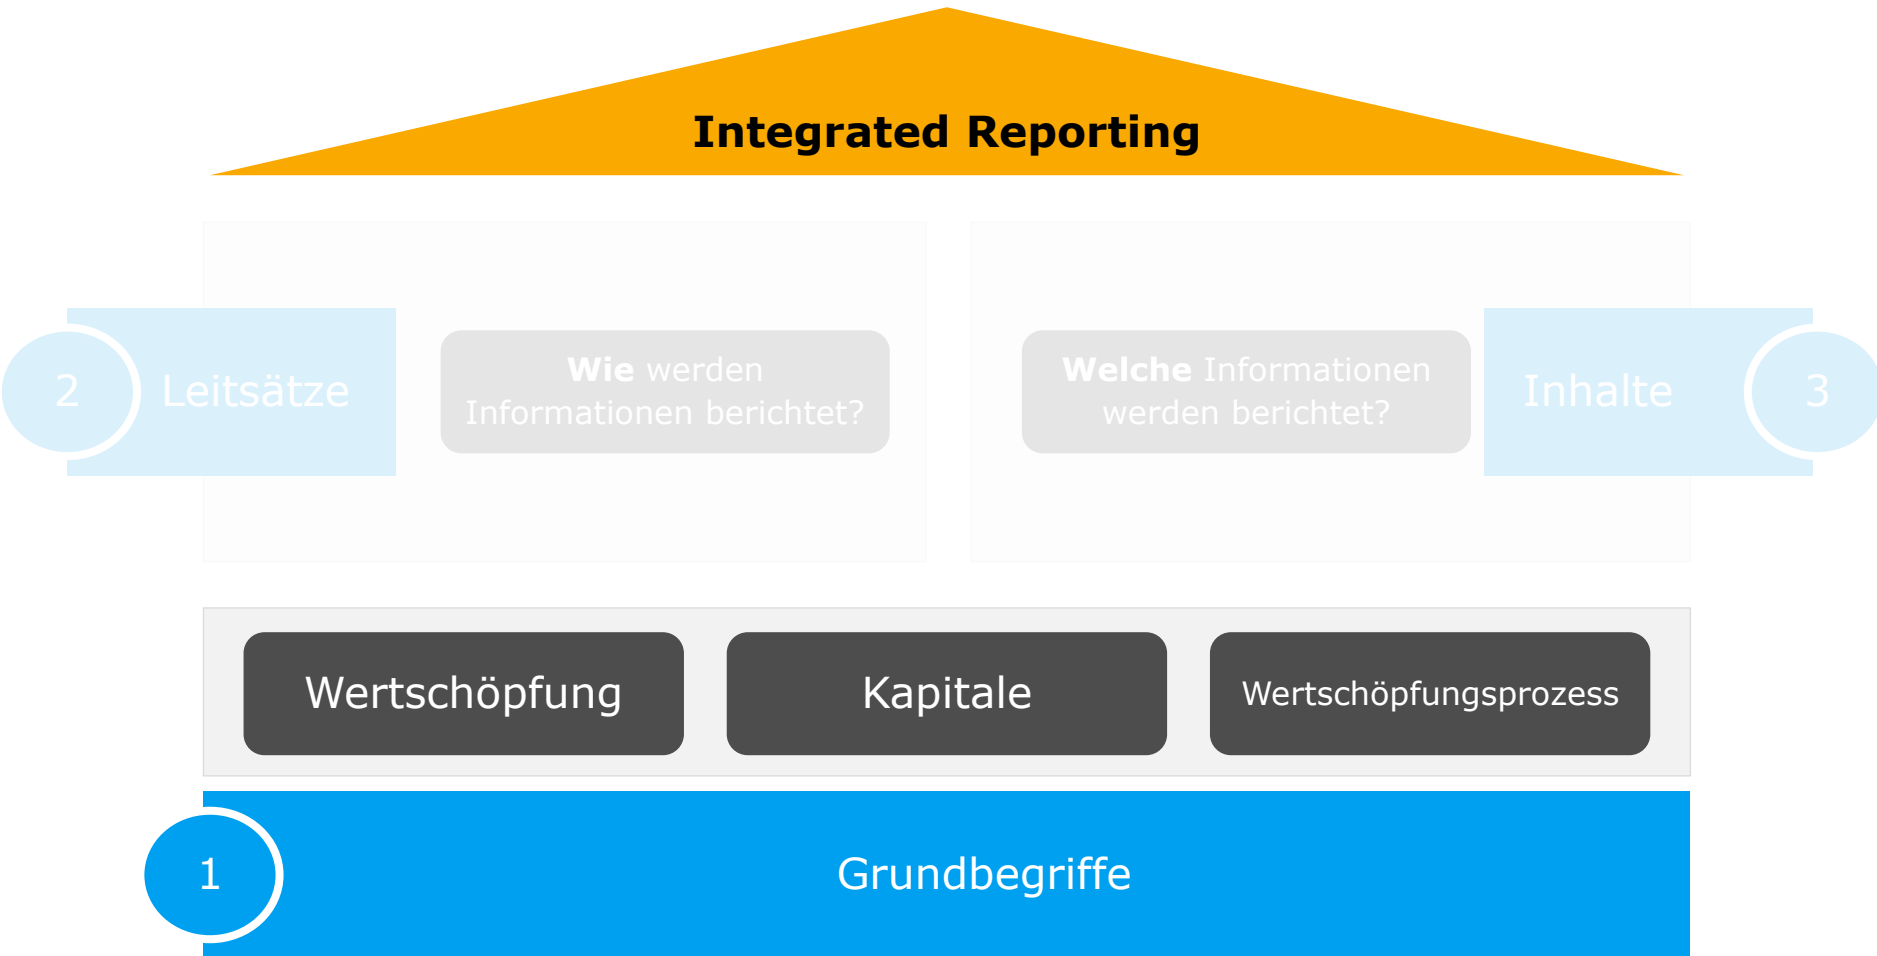 Integrated Reporting
2
Leitsätze
Wie werden
Informationen berichtet?
Welche Informationen
werden berichtet?
Inhalte
3
Wertschöpfung
Kapitale
Wertschöpfungsprozess
1
Grundbegriffe